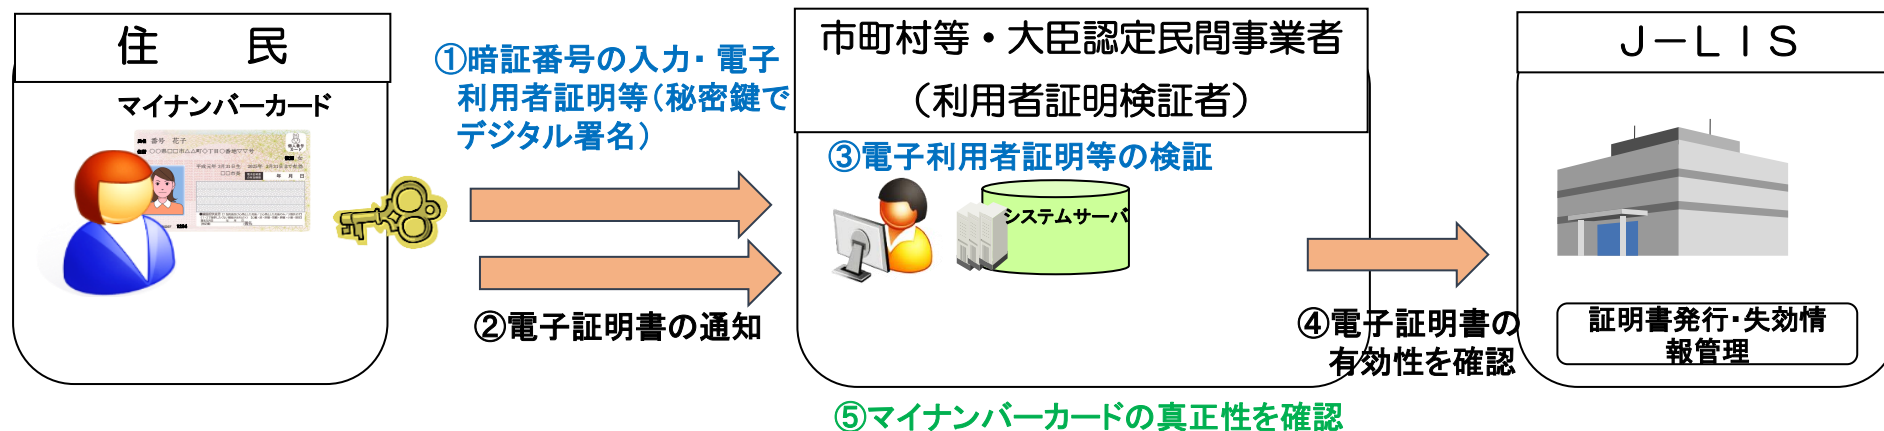 住　民
マイナンバーカード
番号 花子
①暗証番号の入力・電子
利用者証明等（秘密鍵で
デジタル署名）
②電子証明書の通知
市町村等・大臣認定民間事業者
（利用者証明検証者）
③電子利用者証明等の検証
システムサーバ
④電子証明書の
有効性を確認
⑤マイナンバーカードの真正性を確認
Ｊ－ＬＩＳ
証明書発行・失効情
報管理